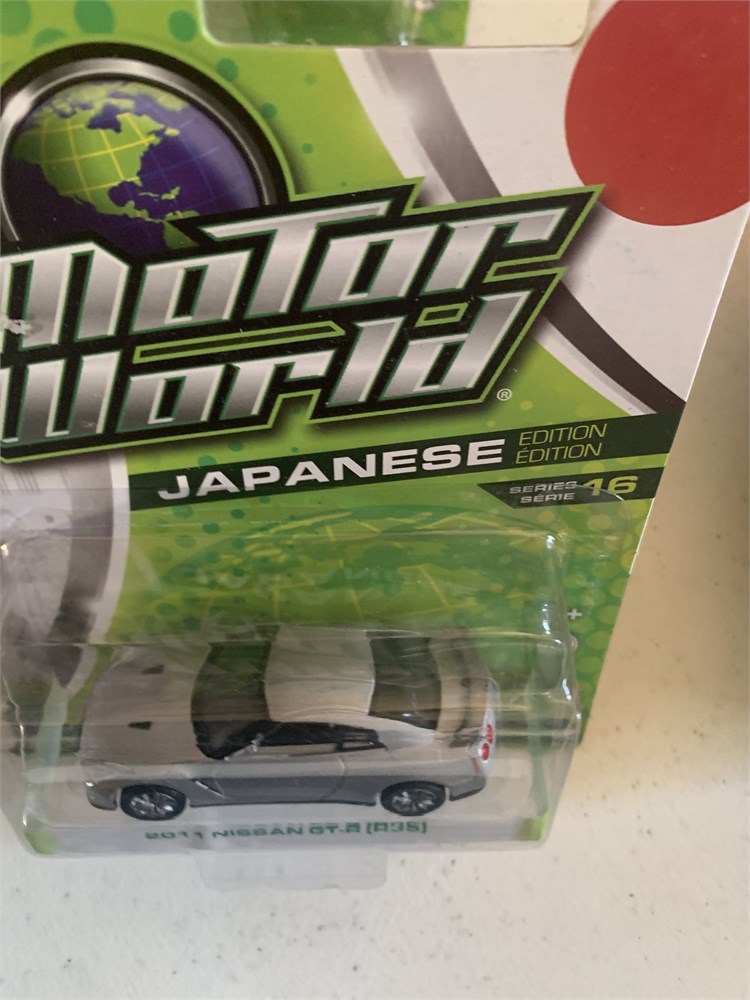 MoTor
World®
JAPANESE EDITION
ÉDITION
SERIES 16
SÉRIE
+
2011 NISSAN GT-R (R35)